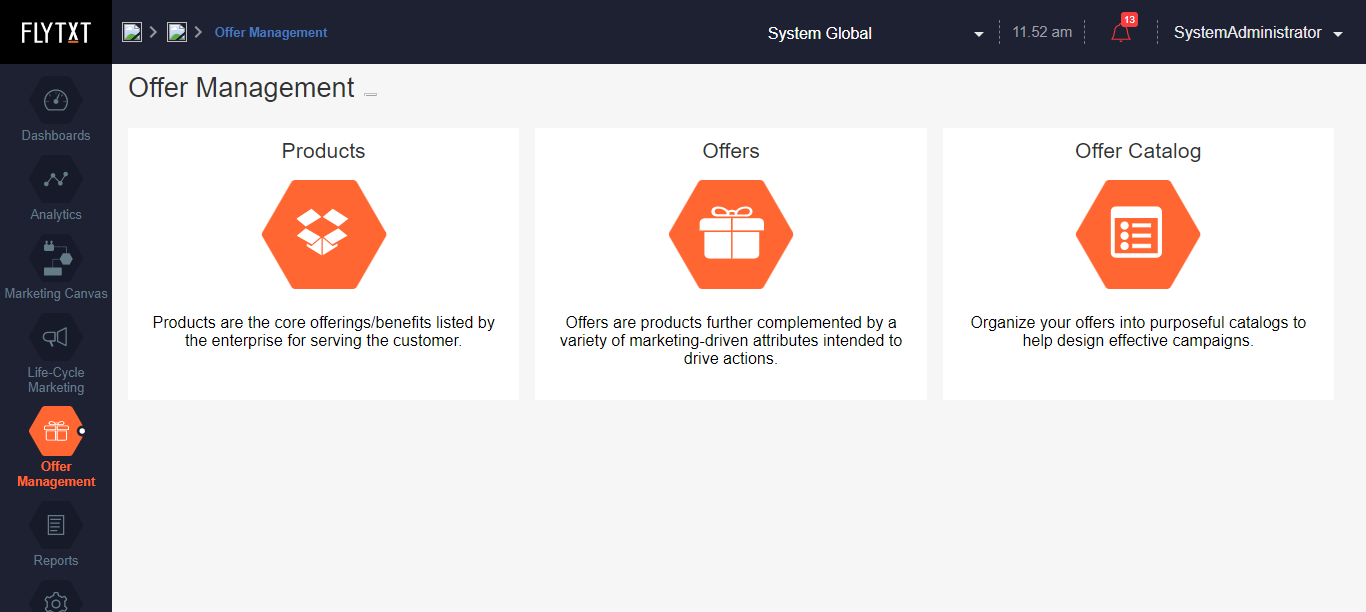 FLYTXT
Offer Management
System Global
11.52 am
13
SystemAdministrator
Dashboards
Analytics
Marketing Canvas
Life-Cycle
Marketing
Offer
Management
Reports
Offer Management
Products
Products are the core offerings/benefits listed by
the enterprise for serving the customer.
Offers
Offers are products further complemented by a
variety of marketing-driven attributes intended to
drive actions.
Offer Catalog
Organize your offers into purposeful catalogs to
help design effective campaigns.